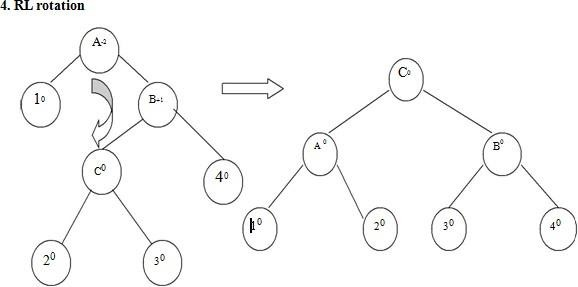 4. RL rotation
A-2
1⁰ B+1
C⁰
4⁰
2⁰ 3⁰
C0
A⁰ B⁰
1⁰ 2⁰ 3⁰ 4⁰